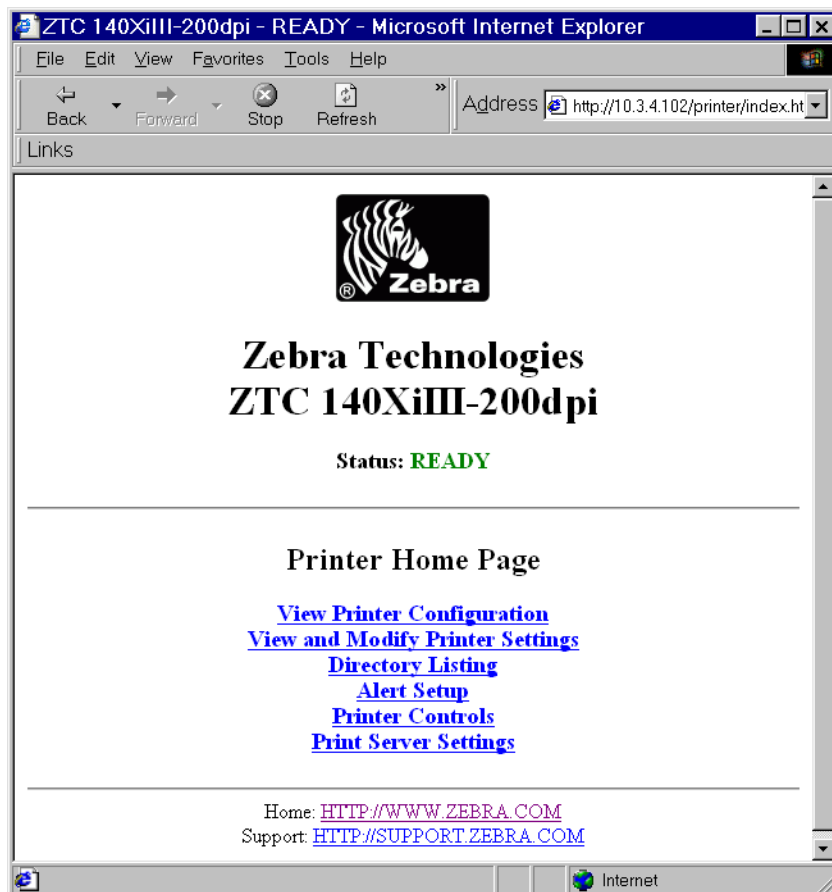 ZTC 140XiIII-200dpi - READY - Microsoft Internet Explorer
File Edit View Favorites Tools Help
Back Forward Stop Refresh » Address http://10.3.4.102/printer/index.ht
Links
® Zebra
Zebra Technologies
ZTC 140XiIII-200dpi
Status: READY
Printer Home Page
View Printer Configuration
View and Modify Printer Settings
Directory Listing
Alert Setup
Printer Controls
Print Server Settings
Home: HTTP://WWW.ZEBRA.COM
Support: HTTP://SUPPORT.ZEBRA.COM
Internet